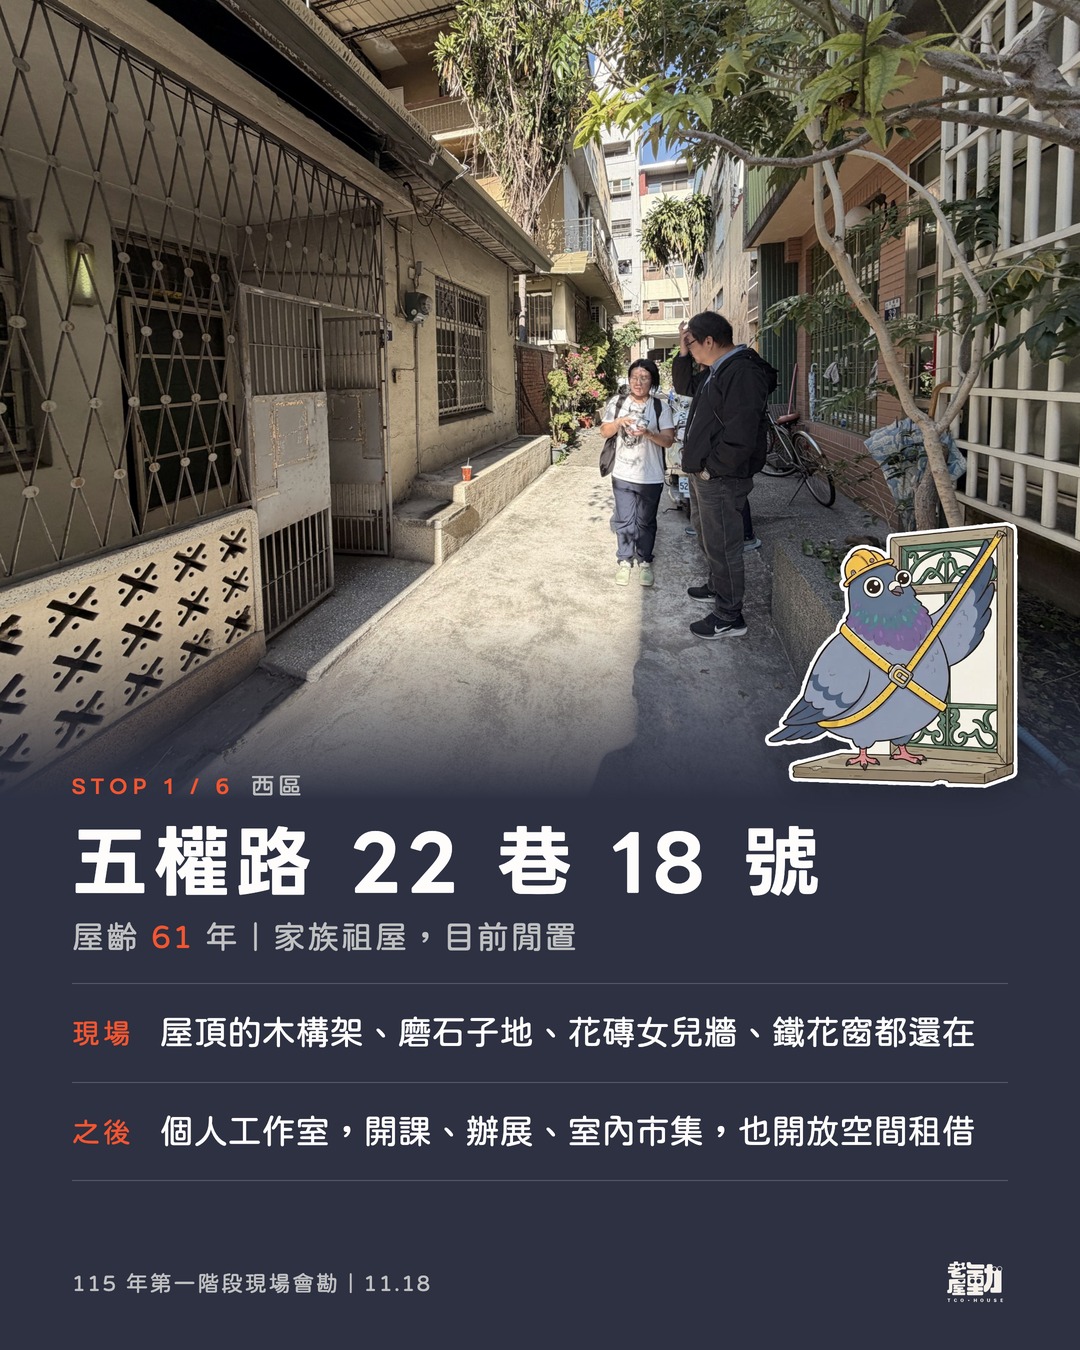 STOP 1 / 6 西區
五權路 22 巷 18 號
屋齡 61 年｜家族祖屋，目前閒置
現場 屋頂的木構架、磨石子地、花磚女兒牆、鐵花窗都還在
之後 個人工作室，開課、辦展、室內市集，也開放空間租借
115 年第一階段現場會勘｜11.18
老屋動
TCO-HOUSE